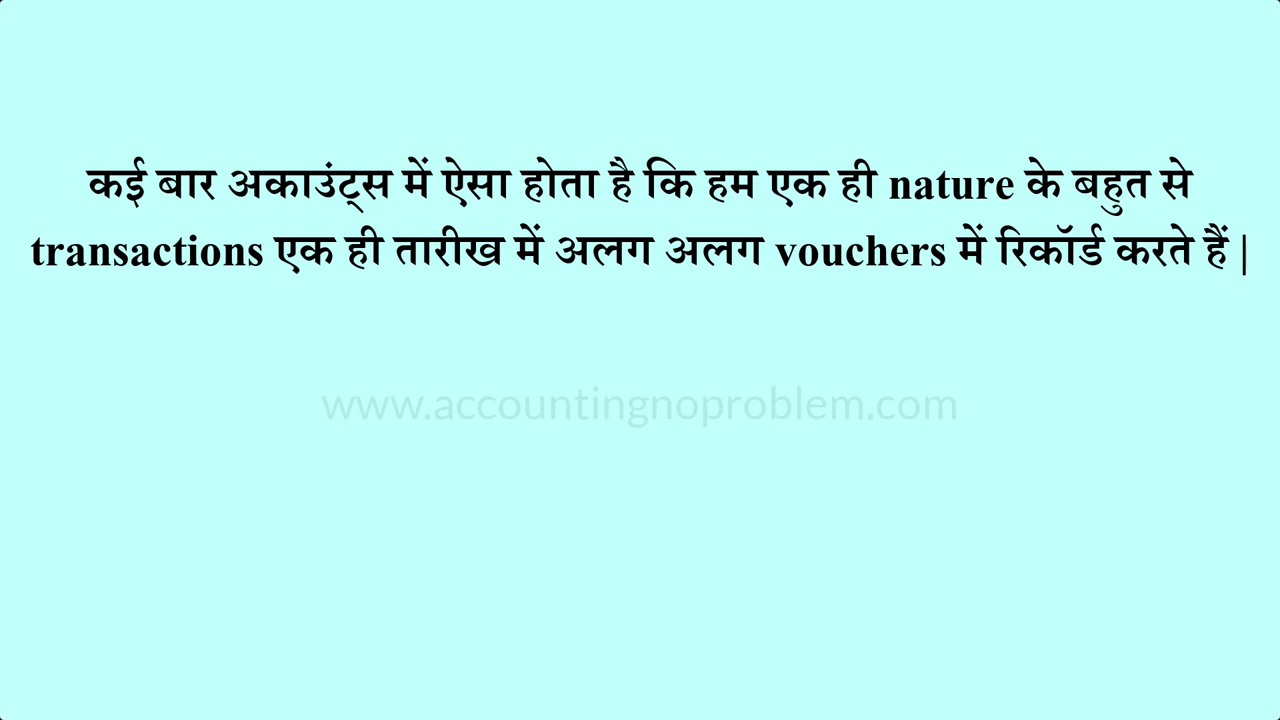 कई बार अकाउंट्स में ऐसा होता है कि हम एक ही nature के बहुत से
transactions एक ही तारीख में अलग अलग vouchers में रिकॉर्ड करते हैं |
www.accountingnoproblem.com